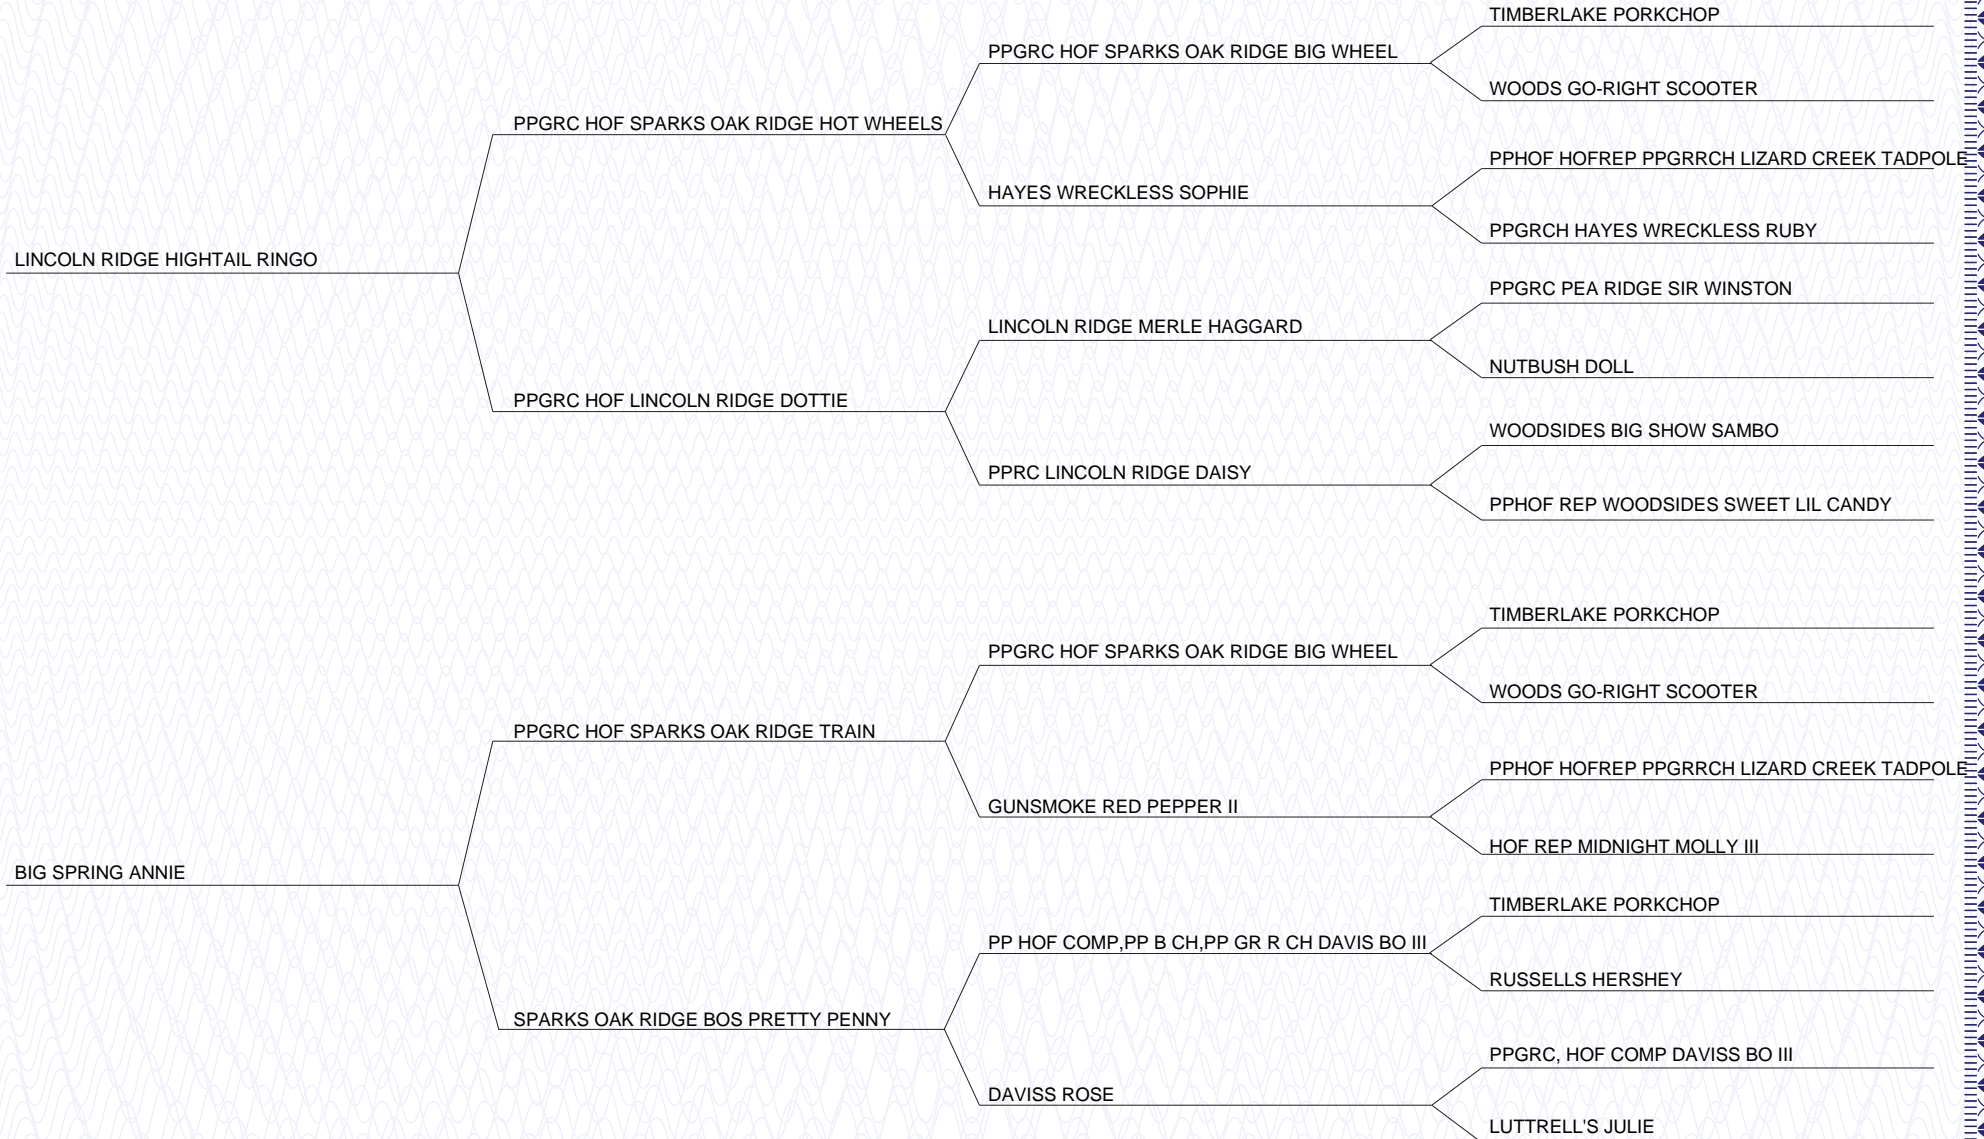 TIMBERLAKE PORKCHOP
PPGRC HOF SPARKS OAK RIDGE BIG WHEEL
WOODS GO-RIGHT SCOOTER
PPGRC HOF SPARKS OAK RIDGE HOT WHEELS
PPHOF HOFREP PPGRRCH LIZARD CREEK TADPOLE
HAYES WRECKLESS SOPHIE
PPGRCH HAYES WRECKLESS RUBY
LINCOLN RIDGE HIGHTAIL RINGO
PPGRC PEA RIDGE SIR WINSTON
LINCOLN RIDGE MERLE HAGGARD
NUTBUSH DOLL
PPGRC HOF LINCOLN RIDGE DOTTIE
WOODSIDES BIG SHOW SAMBO
PPRC LINCOLN RIDGE DAISY
PPHOF REP WOODSIDES SWEET LIL CANDY
TIMBERLAKE PORKCHOP
PPGRC HOF SPARKS OAK RIDGE BIG WHEEL
WOODS GO-RIGHT SCOOTER
PPGRC HOF SPARKS OAK RIDGE TRAIN
PPHOF HOFREP PPGRRCH LIZARD CREEK TADPOLE
GUNSMOKE RED PEPPER II
HOF REP MIDNIGHT MOLLY III
BIG SPRING ANNIE
TIMBERLAKE PORKCHOP
PP HOF COMP,PP B CH,PP GR R CH DAVIS BO III
RUSSELLS HERSHEY
SPARKS OAK RIDGE BOS PRETTY PENNY
PPGRC, HOF COMP DAVISS BO III
DAVISS ROSE
LUTTRELL'S JULIE